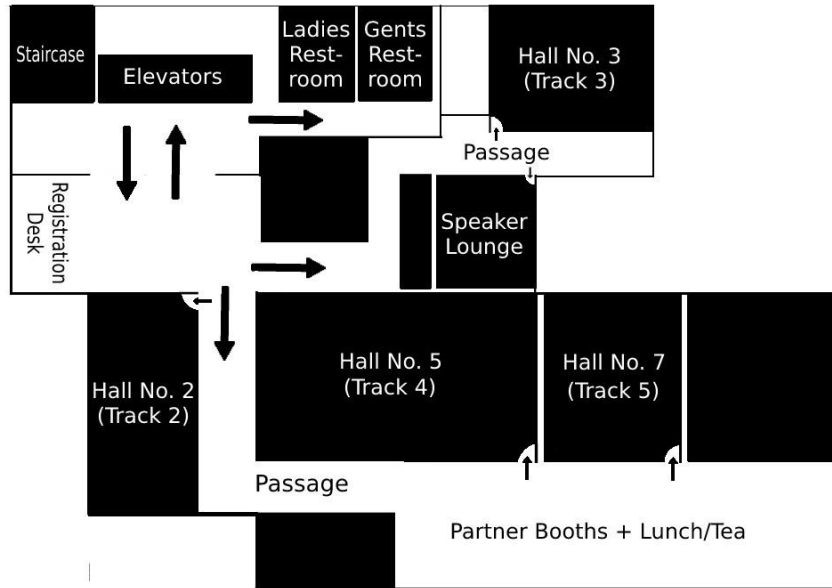 Staircase
Elevators
Ladies
Rest-
room
Gents
Rest-
room
Hall No. 3
(Track 3)
Passage
Registration
Desk
Speaker
Lounge
Hall No. 2
(Track 2)
Hall No. 5
(Track 4)
Hall No. 7
(Track 5)
Passage
Partner Booths + Lunch/Tea